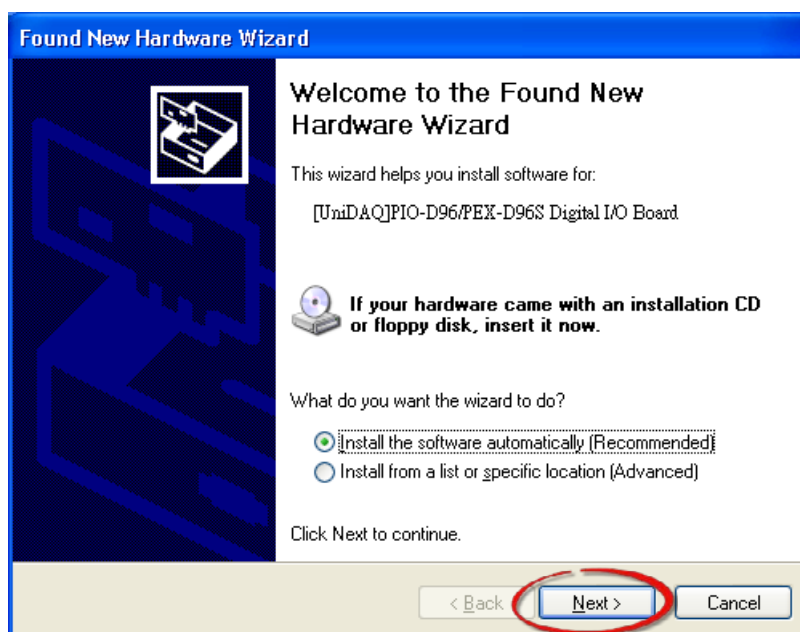 Found New Hardware Wizard
Welcome to the Found New
Hardware Wizard
This wizard helps you install software for:
[UniDAQ]PIO-D96/PEX-D96S Digital I/O Board
If your hardware came with an installation CD
or floppy disk, insert it now.
What do you want the wizard to do?
Install the software automatically (Recommended)
Install from a list or specific location (Advanced)
Click Next to continue.
< Back Next > Cancel